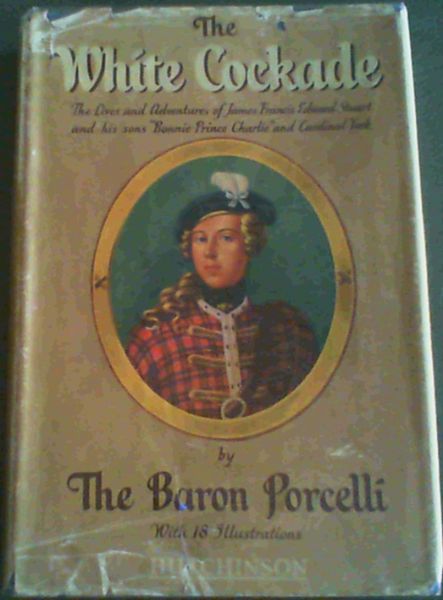 The
White Cockade
The Lives and Adventures of James Francis Edward Stuart
and his sons "Bonnie Prince Charlie" and Cardinal York
by
The Baron Porcelli
With 18 Illustrations
HUTCHINSON